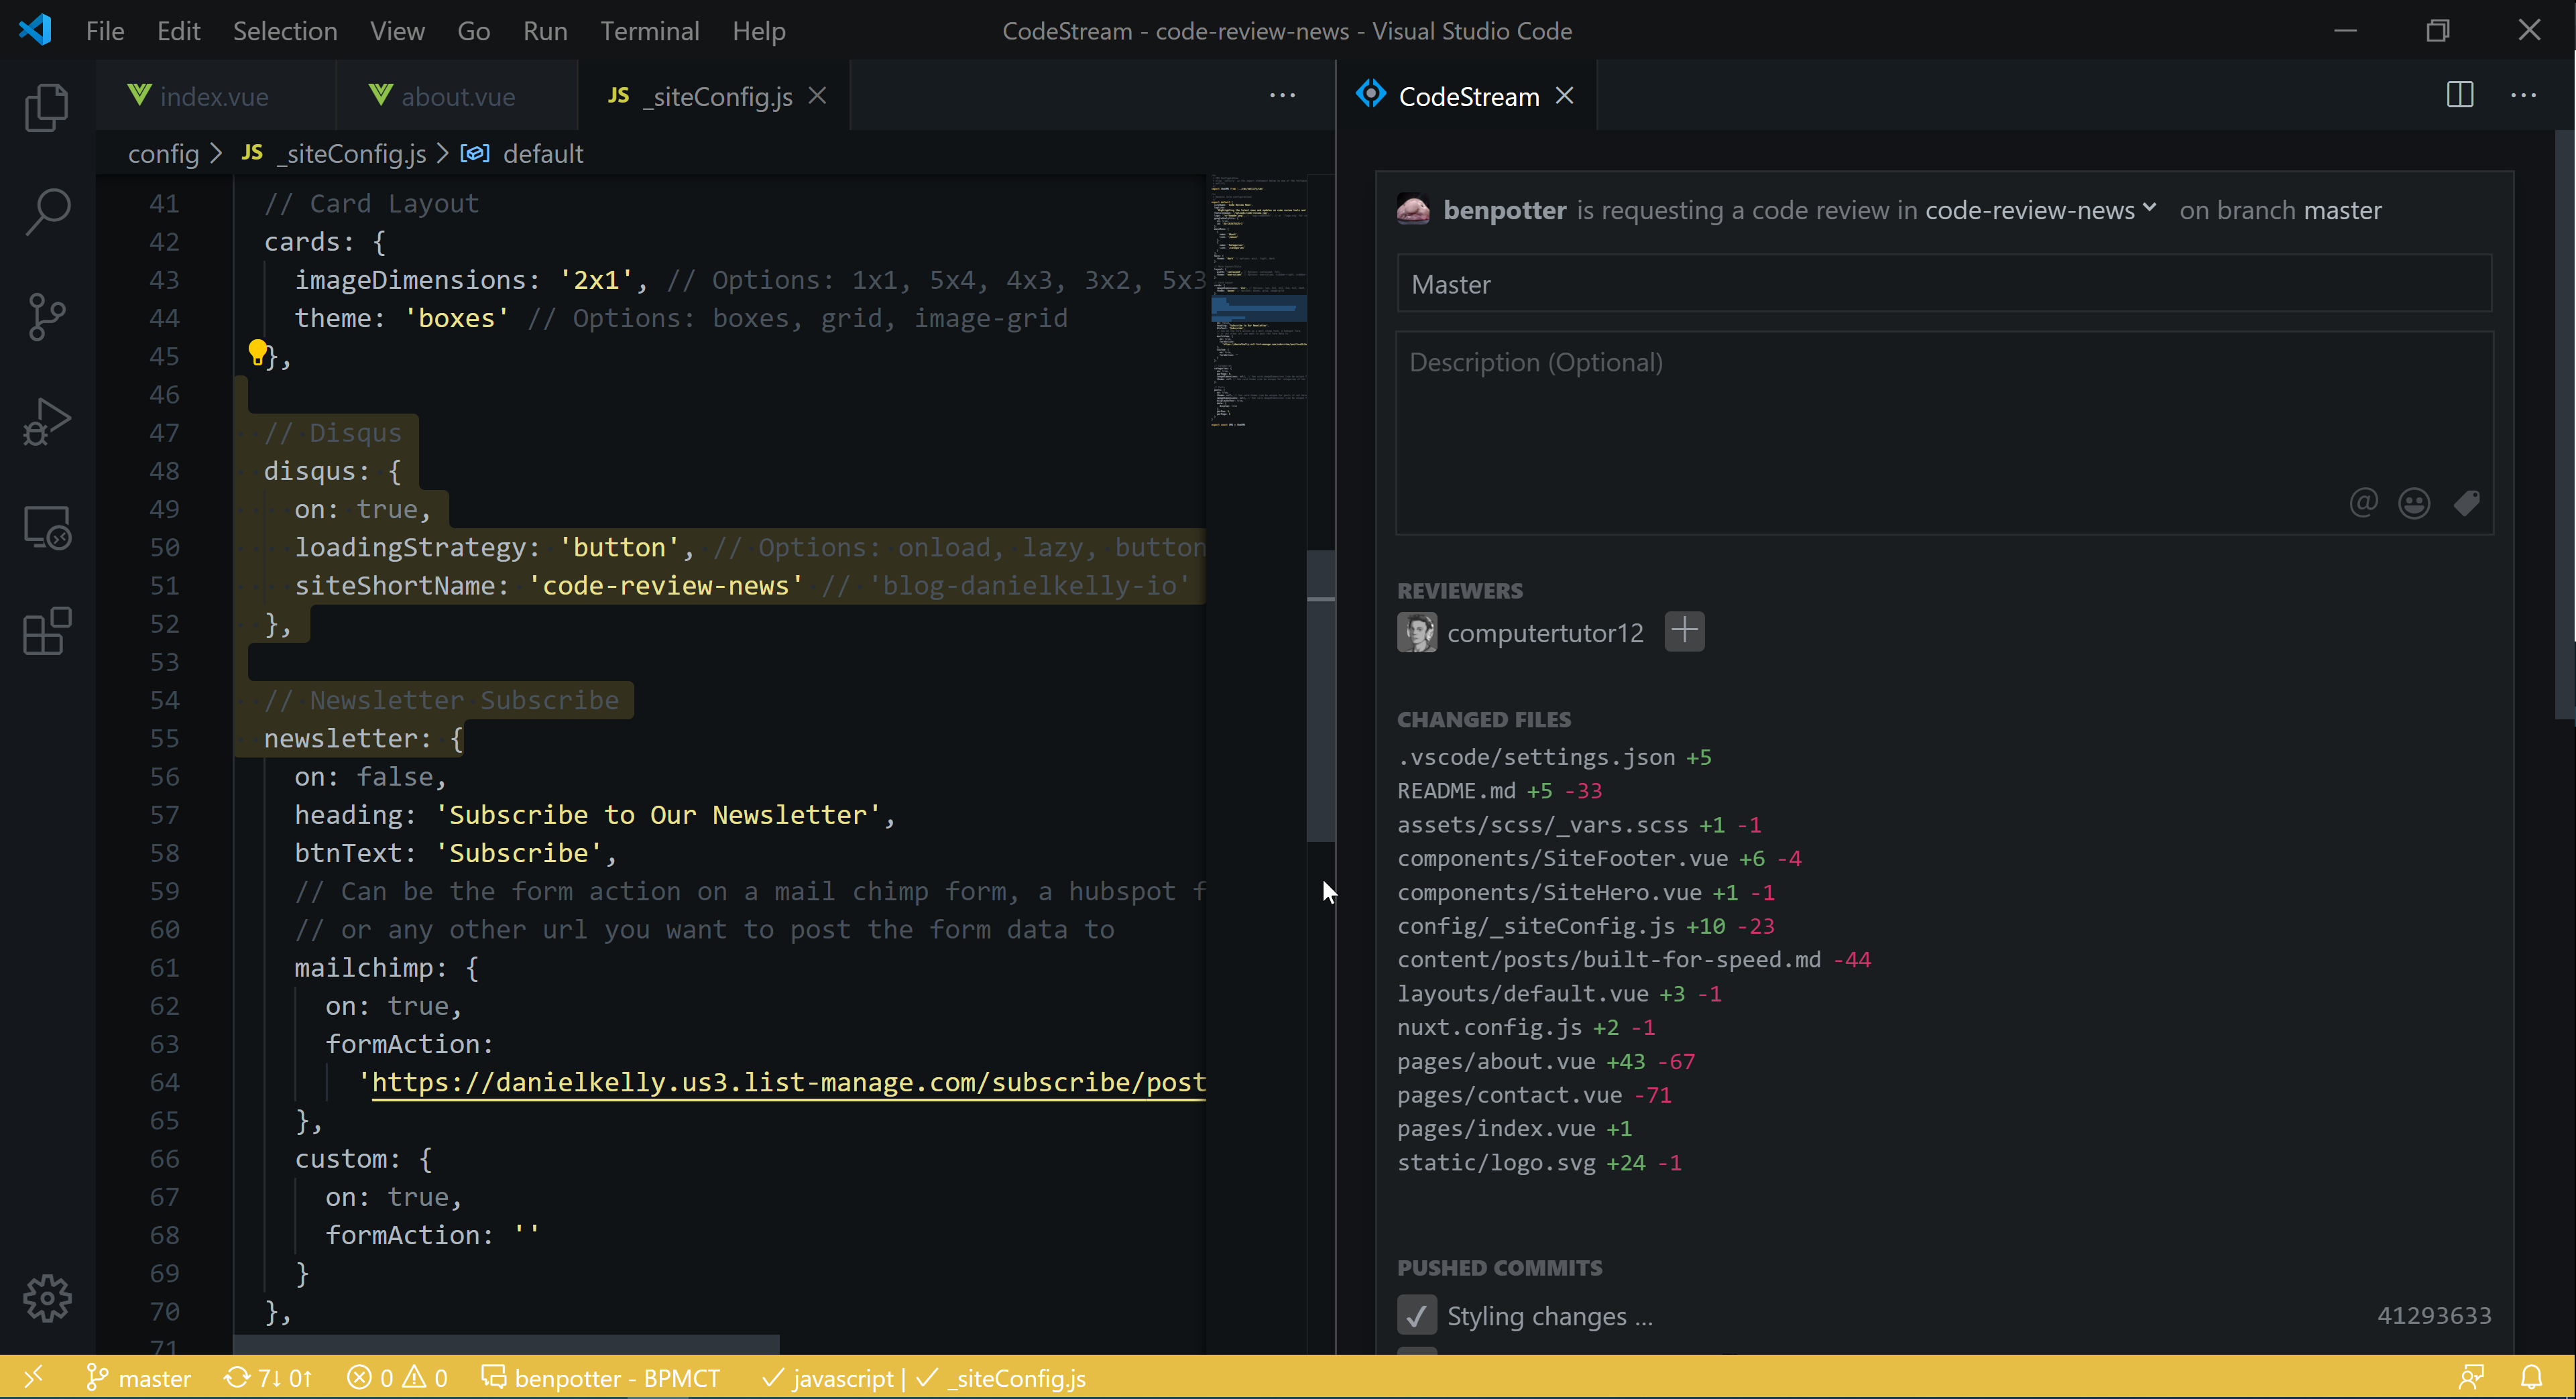 File Edit Selection View Go Run Terminal Help CodeStream - code-review-news - Visual Studio Code
index.vue about.vue JS _siteConfig.js
config > JS _siteConfig.js > default
41 // Card Layout
42 cards: {
43 imageDimensions: '2x1', // Options: 1x1, 5x4, 4x3, 3x2, 5x3
44 theme: 'boxes' // Options: boxes, grid, image-grid
45 },
46
47 // Disqus
48 disqus: {
49 on: true,
50 loadingStrategy: 'button', // Options: onload, lazy, button
51 siteShortName: 'code-review-news' // 'blog-danielkelly-io'
52 },
53
54 // Newsletter Subscribe
55 newsletter: {
56 on: false,
57 heading: 'Subscribe to Our Newsletter',
58 btnText: 'Subscribe',
59 // Can be the form action on a mail chimp form, a hubspot f
60 // or any other url you want to post the form data to
61 mailchimp: {
62 on: true,
63 formAction:
64 'https://danielkelly.us3.list-manage.com/subscribe/post
65 },
66 custom: {
67 on: true,
68 formAction: ''
69 }
70 },
71
CodeStream
benpotter is requesting a code review in code-review-news on branch master
Master
Description (Optional)
@
REVIEWERS
computertutor12
CHANGED FILES
.vscode/settings.json +5
README.md +5 -33
assets/scss/_vars.scss +1 -1
components/SiteFooter.vue +6 -4
components/SiteHero.vue +1 -1
config/_siteConfig.js +10 -23
content/posts/built-for-speed.md -44
layouts/default.vue +3 -1
nuxt.config.js +2 -1
pages/about.vue +43 -67
pages/contact.vue -71
pages/index.vue +1
static/logo.svg +24 -1
PUSHED COMMITS
Styling changes ... 41293633
master 7↓ 0↑ 0 0 benpotter - BPMCT ✓ javascript | ✓ _siteConfig.js